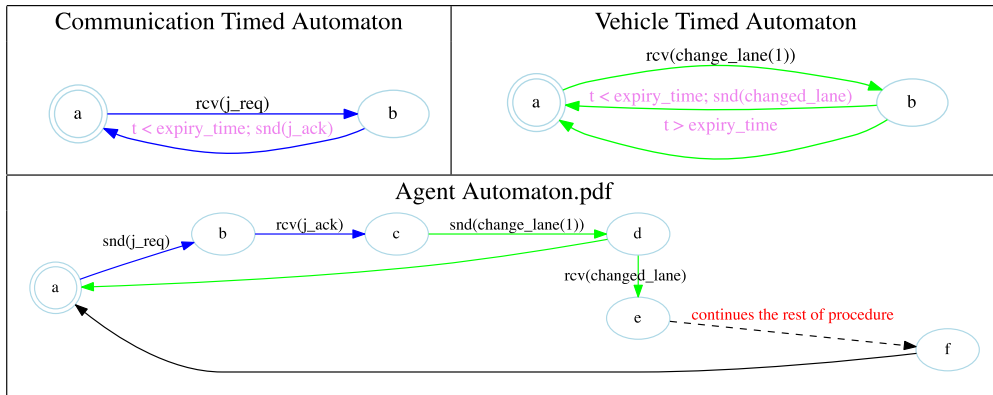 Communication Timed Automaton
a
rcv(j_req)
t < expiry_time; snd(j_ack)
b
Vehicle Timed Automaton
rcv(change_lane(1))
a
t < expiry_time; snd(changed_lane)
t > expiry_time
b
Agent Automaton.pdf
a
snd(j_req)
b
rcv(j_ack)
c
snd(change_lane(1))
d
rcv(changed_lane)
e
continues the rest of procedure
f